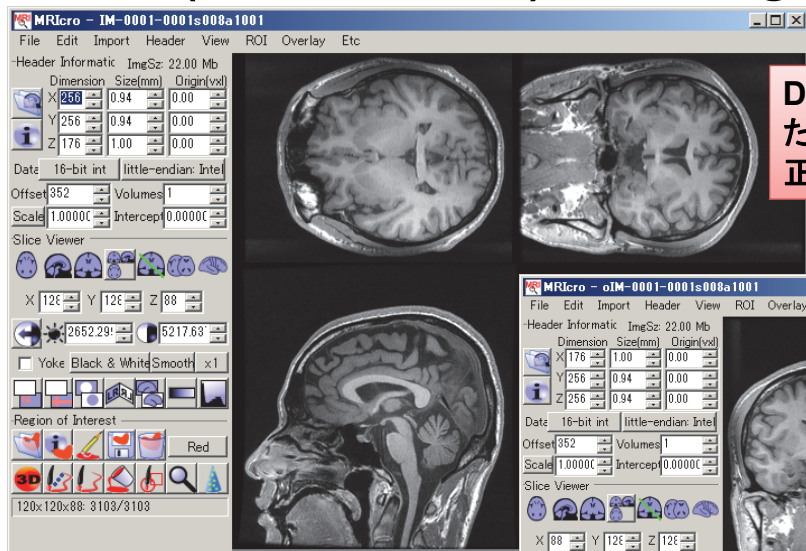 MRIcro - IM-0001-0001s008a1001
File Edit Import Header View ROI Overlay Etc
Header Informatic ImgSz: 22.00 Mb
Dimension Size(mm) Origin(vxl)
X 256 0.94 0.00
Y 256 0.94 0.00
Z 176 1.00 0.00
Data 16-bit int little-endian: Intel
Offset 352 Volumes 1
Scale 1.0000 Intercept 0.0000
Slice Viewer
X 128 Y 128 Z 88
2652.29 5217.63
Yoke Black & White Smooth x1
Region of Interest
Red
3D
120x120x88: 3103/3103
D
た
正
MRIcro - oIM-0001-0001s008a1001
File Edit Import Header View ROI Overlay
Header Informatic ImgSz: 22.00 Mb
Dimension Size(mm) Origin(vxl)
X 176 1.00 0.00
Y 256 0.94 0.00
Z 256 0.94 0.00
Data 16-bit int little-endian: Intel
Offset 352 Volumes 1
Scale 1.0000 Intercept 0.0000
Slice Viewer
X 88 Y 128 Z 128